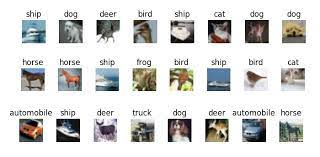 ship dog deer bird ship cat dog dog
horse horse ship frog bird ship bird cat
automobile ship deer truck dog deer automobile horse